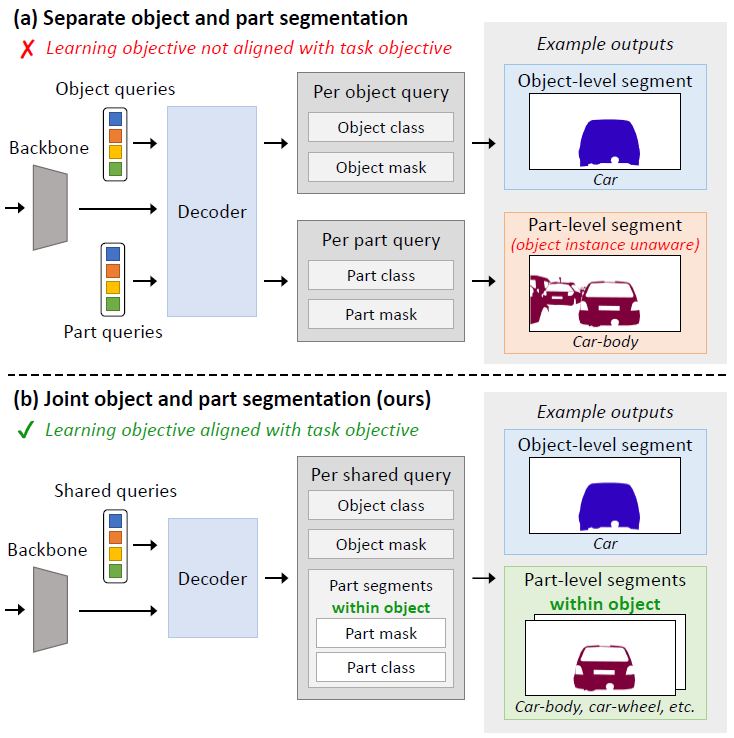 (a) Separate object and part segmentation
✗ Learning objective not aligned with task objective
Object queries
Backbone
Decoder
Part queries
Per object query
Object class
Object mask
Per part query
Part class
Part mask
Example outputs
Object-level segment
Car
Part-level segment
(object instance unaware)
Car-body
(b) Joint object and part segmentation (ours)
✓ Learning objective aligned with task objective
Shared queries
Backbone
Decoder
Per shared query
Object class
Object mask
Part segments
within object
Part mask
Part class
Example outputs
Object-level segment
Car
Part-level segments
within object
Car-body, car-wheel, etc.